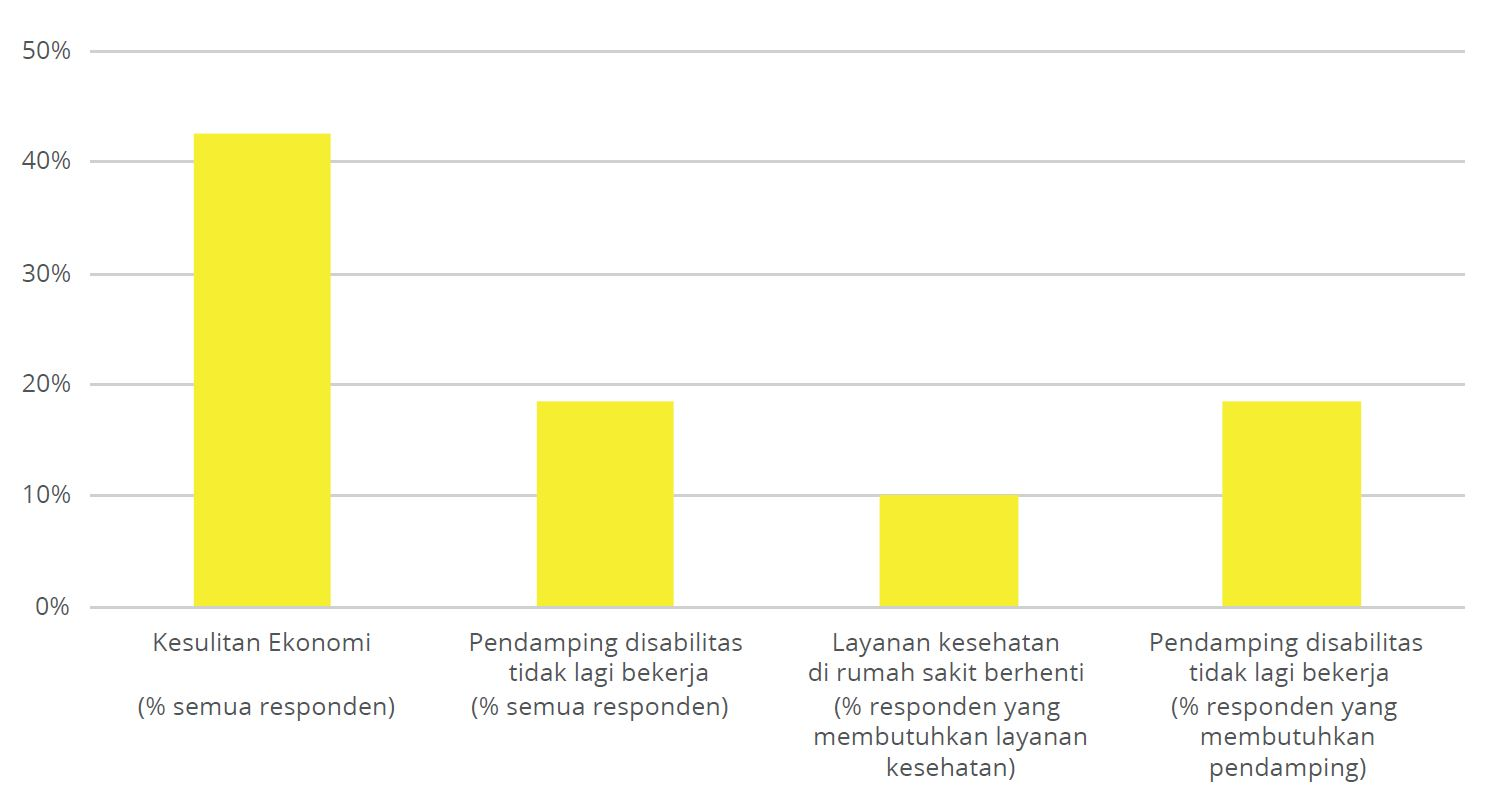 50%
40%
30%
20%
10%
0%
Kesulitan Ekonomi
(% semua responden)
Pendamping disabilitas
tidak lagi bekerja
(% semua responden)
Layanan kesehatan
di rumah sakit berhenti
(% responden yang
membutuhkan layanan
kesehatan)
Pendamping disabilitas
tidak lagi bekerja
(% responden yang
membutuhkan
pendamping)